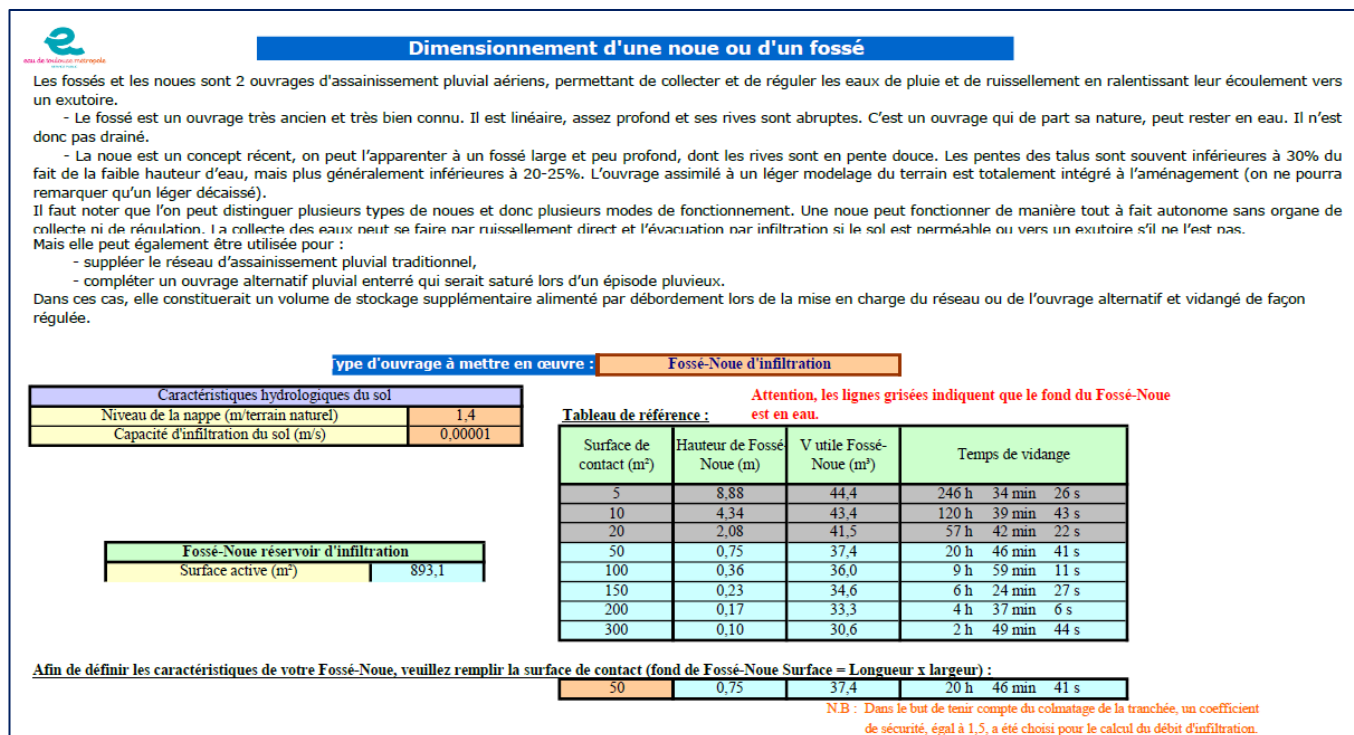 eau de toulouse métropole
Dimensionnement d'une noue ou d'un fossé
Les fossés et les noues sont 2 ouvrages d'assainissement pluvial aériens, permettant de collecter et de réguler les eaux de pluie et de ruissellement en ralentissant leur écoulement vers
un exutoire.
- Le fossé est un ouvrage très ancien et très bien connu. Il est linéaire, assez profond et ses rives sont abruptes. C'est un ouvrage qui de part sa nature, peut rester en eau. Il n'est
donc pas drainé.
- La noue est un concept récent, on peut l'apparenter à un fossé large et peu profond, dont les rives sont en pente douce. Les pentes des talus sont souvent inférieures à 30% du
fait de la faible hauteur d'eau, mais plus généralement inférieures à 20-25%. L'ouvrage assimilé à un léger modelage du terrain est totalement intégré à l'aménagement (on ne pourra
remarquer qu'un léger décaissé).
Il faut noter que l'on peut distinguer plusieurs types de noues et donc plusieurs modes de fonctionnement. Une noue peut fonctionner de manière tout à fait autonome sans organe de
collecte ni de régulation. La collecte des eaux peut se faire par ruissellement direct et l'évacuation par infiltration si le sol est perméable ou vers un exutoire s'il ne l'est pas.
Mais elle peut également être utilisée pour :
- suppléer le réseau d'assainissement pluvial traditionnel,
- compléter un ouvrage alternatif pluvial enterré qui serait saturé lors d'un épisode pluvieux.
Dans ces cas, elle constituerait un volume de stockage supplémentaire alimenté par débordement lors de la mise en charge du réseau ou de l'ouvrage alternatif et vidangé de façon
régulée.
Type d'ouvrage à mettre en œuvre : Fossé-Noue d'infiltration
Caractéristiques hydrologiques du sol
Niveau de la nappe (m/terrain naturel) 1,4
Capacité d'infiltration du sol (m/s) 0,00001
Attention, les lignes grisées indiquent que le fond du Fossé-Noue
est en eau.
Tableau de référence :
Surface de contact (m²) Hauteur de Fossé-Noue (m) V utile Fossé-Noue (m³) Temps de vidange
5 8,88 44,4 246 h 34 min 26 s
10 4,34 43,4 120 h 39 min 43 s
20 2,08 41,5 57 h 42 min 22 s
50 0,75 37,4 20 h 46 min 41 s
100 0,36 36,0 9 h 59 min 11 s
150 0,23 34,6 6 h 24 min 27 s
200 0,17 33,3 4 h 37 min 6 s
300 0,10 30,6 2 h 49 min 44 s
Fossé-Noue réservoir d'infiltration
Surface active (m²) 893,1
Afin de définir les caractéristiques de votre Fossé-Noue, veuillez remplir la surface de contact (fond de Fossé-Noue Surface = Longueur x largeur) :
50 0,75 37,4 20 h 46 min 41 s
N.B : Dans le but de tenir compte du colmatage de la tranchée, un coefficient
de sécurité, égal à 1,5, a été choisi pour le calcul du débit d'infiltration.